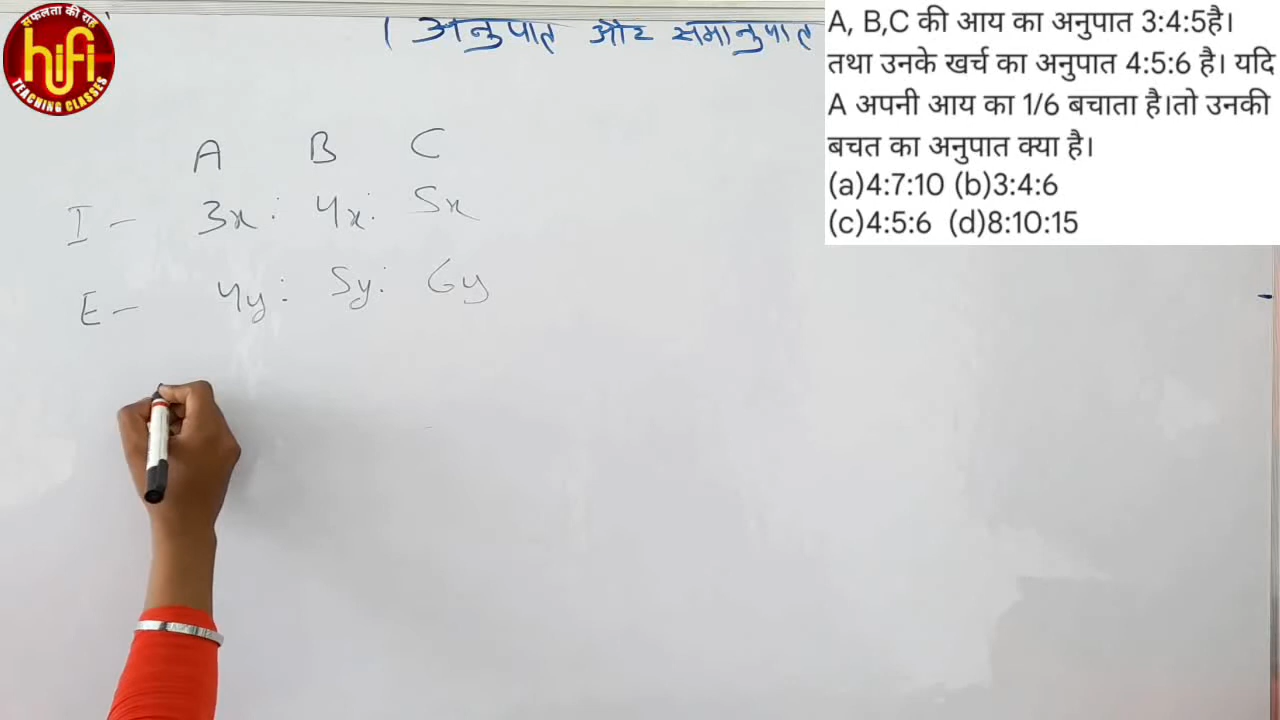 सफलता की राह
hifi
TEACHING CLASSES
( अनुपात और समानुपात
A, B,C की आय का अनुपात 3:4:5है।
तथा उनके खर्च का अनुपात 4:5:6 है। यदि
A अपनी आय का 1/6 बचाता है।तो उनकी
बचत का अनुपात क्या है।
(a)4:7:10 (b)3:4:6
(c)4:5:6 (d)8:10:15
A B C
I - 3x : 4x : 5x
E - 4y : 5y : 6y